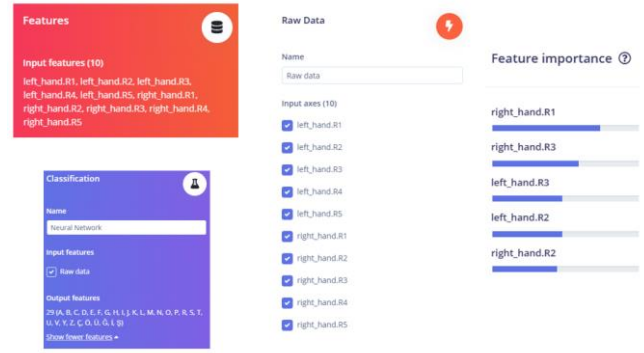 Features
Input features (10)
left_hand.R1, left_hand.R2, left_hand.R3,
left_hand.R4, left_hand.R5, right_hand.R1,
right_hand.R2, right_hand.R3, right_hand.R4,
right_hand.R5
Classification
Name
Neural Network
Input features
Raw data
Output features
29 (A, B, C, D, E, F, G, H, I, J, K, L, M, N, O, P, R, S, T,
U, V, Y, Z, Ç, Ö, Ü, Ğ, İ, Ş)
Show fewer features
Raw Data
Name
Raw data
Input axes (10)
left_hand.R1
left_hand.R2
left_hand.R3
left_hand.R4
left_hand.R5
right_hand.R1
right_hand.R2
right_hand.R3
right_hand.R4
right_hand.R5
Feature importance ?
right_hand.R1
right_hand.R3
left_hand.R3
left_hand.R2
right_hand.R2